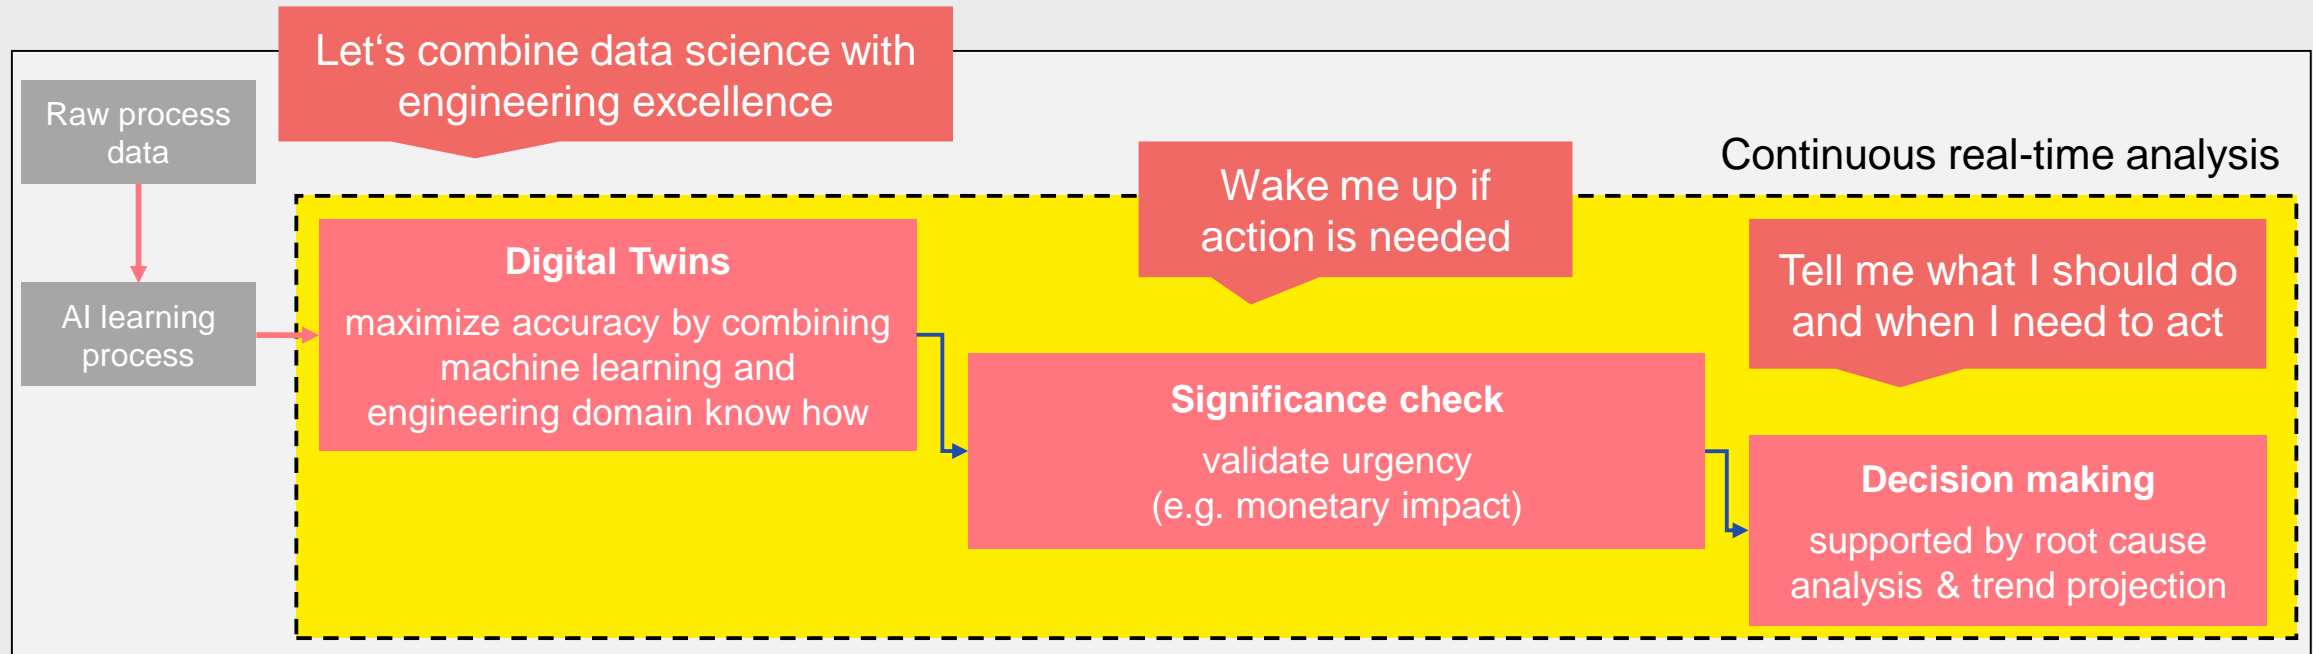 Let‘s combine data science with
engineering excellence
Raw process
data
AI learning
process
Continuous real-time analysis
Digital Twins
maximize accuracy by combining
machine learning and
engineering domain know how
Wake me up if
action is needed
Significance check
validate urgency
(e.g. monetary impact)
Tell me what I should do
and when I need to act
Decision making
supported by root cause
analysis & trend projection